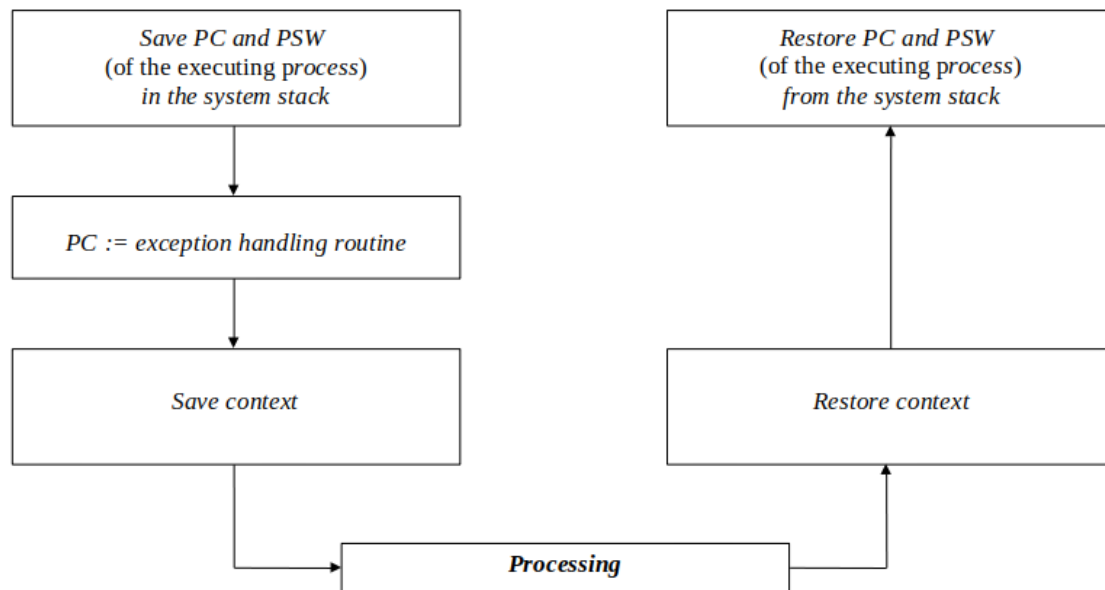 Save PC and PSW
(of the executing process)
in the system stack
PC := exception handling routine
Save context
Processing
Restore context
Restore PC and PSW
(of the executing process)
from the system stack